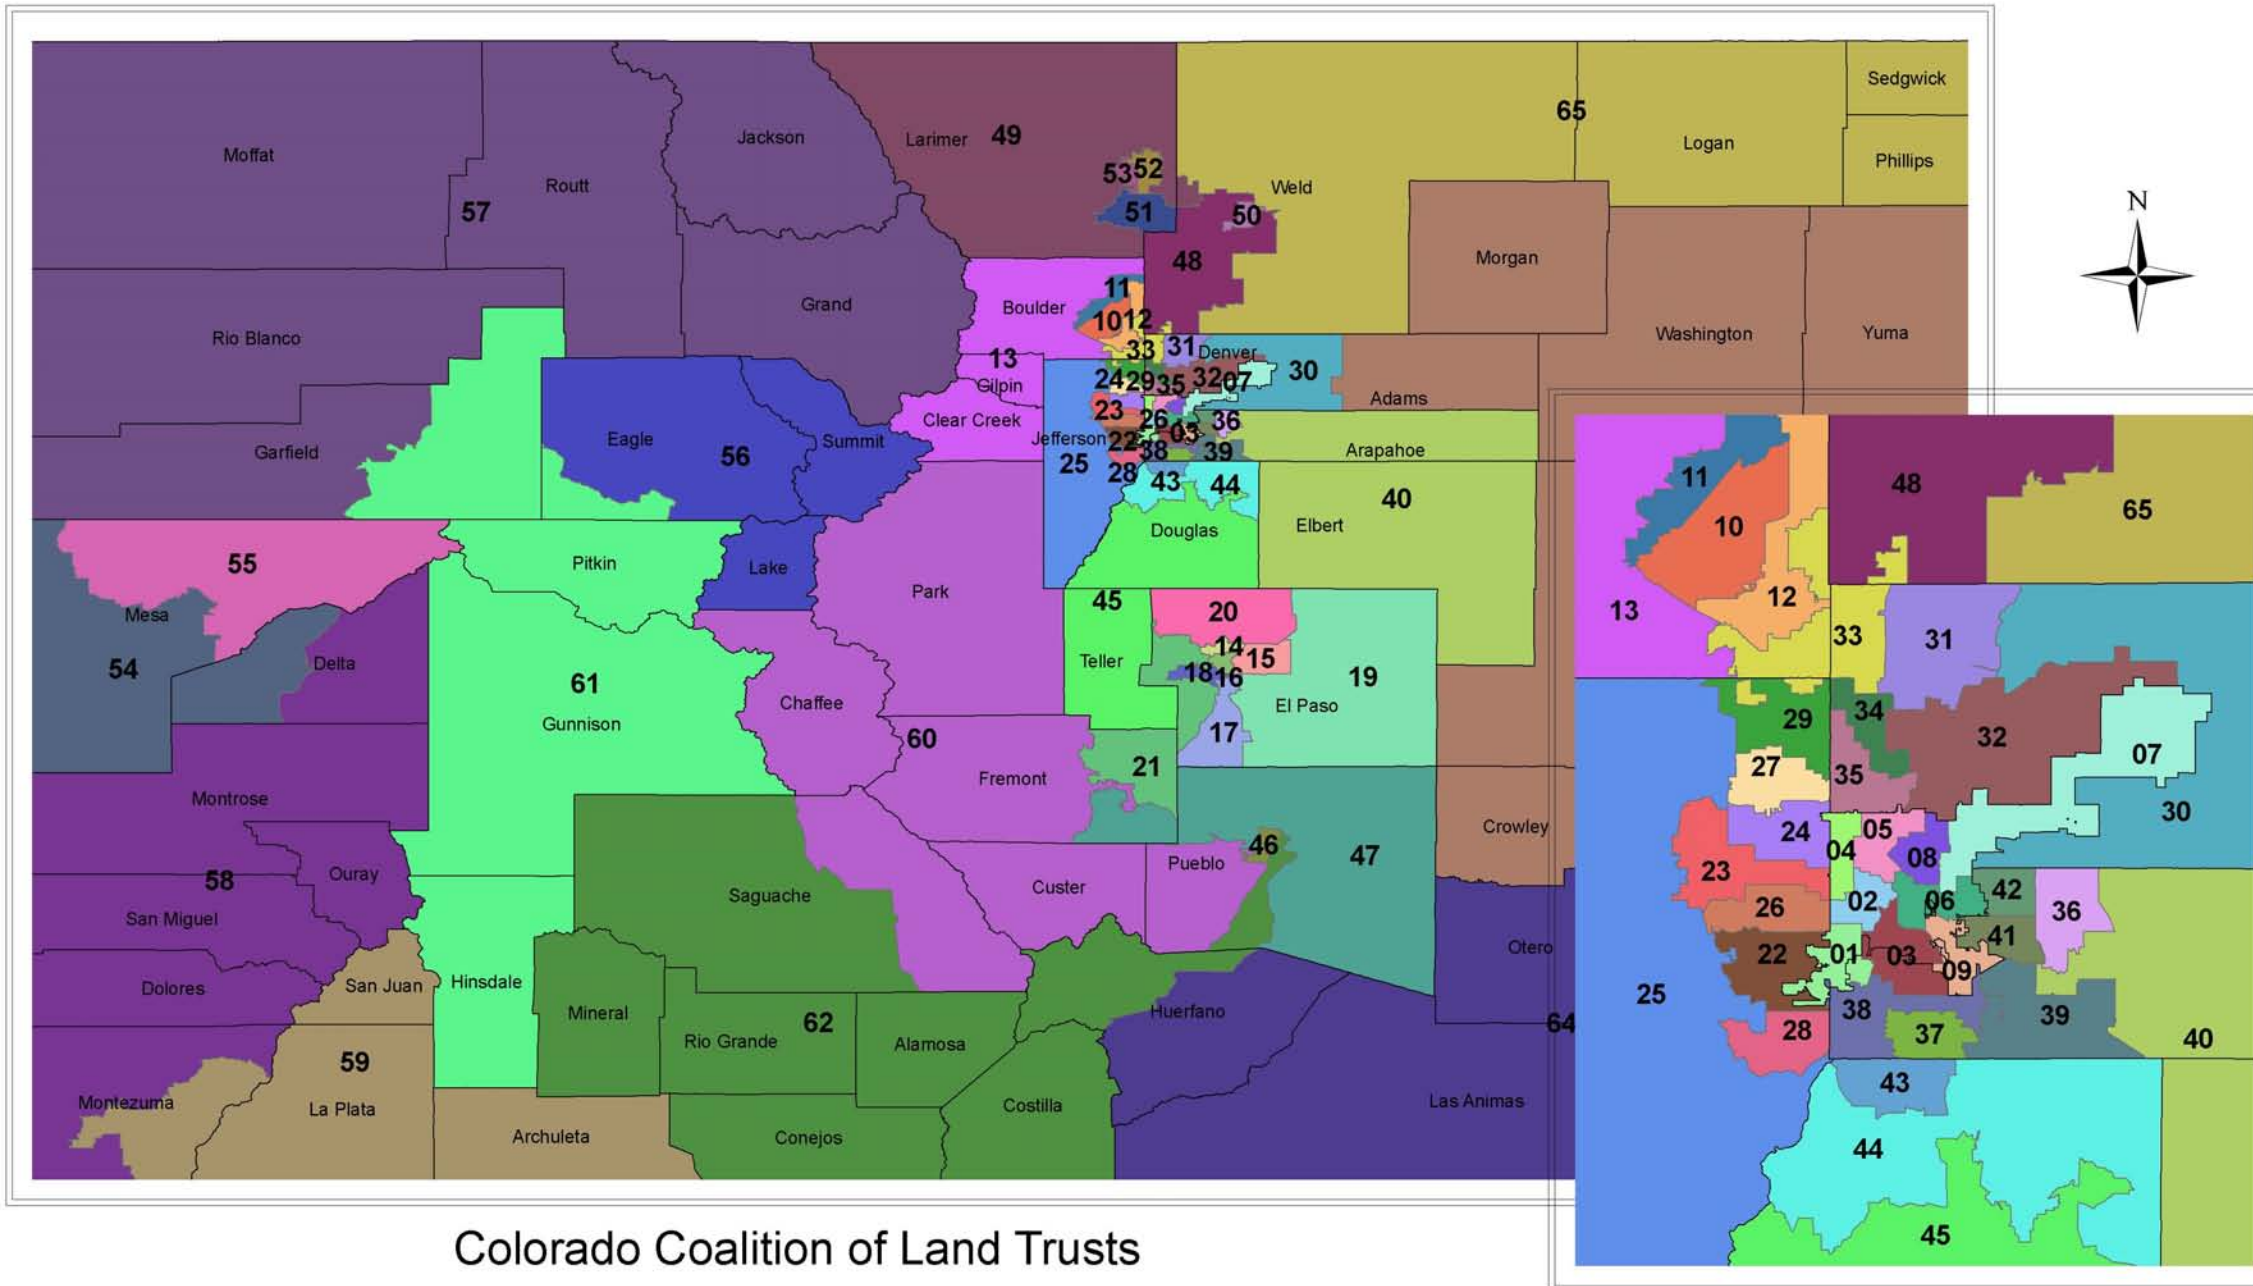 Sedgwick
65
Jackson
Larimer 49
Logan
Moffat
Phillips
53 52
Routt
Weld
N
57
51
50
48
Morgan
11
Grand
Boulder
10 12
Rio Blanco
Washington
Yuma
33
31
Denver
13
30
24 29 35 32 07
Gilpin
Adams
23
26
36
Clear Creek
03
Eagle
Summit
Jefferson 22
38
39
Arapahoe
Garfield
56
25
28
43
44
40
Douglas
Elbert
55
Pitkin
Lake
Park
45
20
Mesa
14
15
54
Delta
Teller
18 16
61
19
Chaffee
El Paso
Gunnison
60
17
Fremont
21
Montrose
Crowley
46
47
Pueblo
58
Ouray
Custer
Saguache
San Miguel
Otero
Dolores
San Juan
Hinsdale
Mineral
Huerfano
62
64
Rio Grande
Alamosa
59
Montezuma
La Plata
Costilla
Las Animas
Archuleta
Conejos
11
48
65
10
12
13
33
31
29
34
32
07
27
35
30
24
05
04
08
23
42
02
06
26
36
41
22
01
03
09
25
38
39
28
37
40
43
44
45
Colorado Coalition of Land Trusts